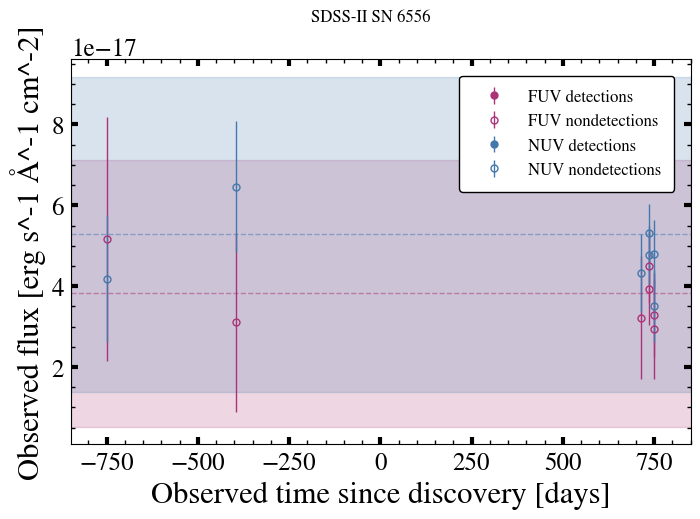 SDSS-II SN 6556
1e−17
Observed flux [erg s^-1 Å^-1 cm^-2]
8
6
4
2
FUV detections
FUV nondetections
NUV detections
NUV nondetections
−750 −500 −250 0 250 500 750
Observed time since discovery [days]